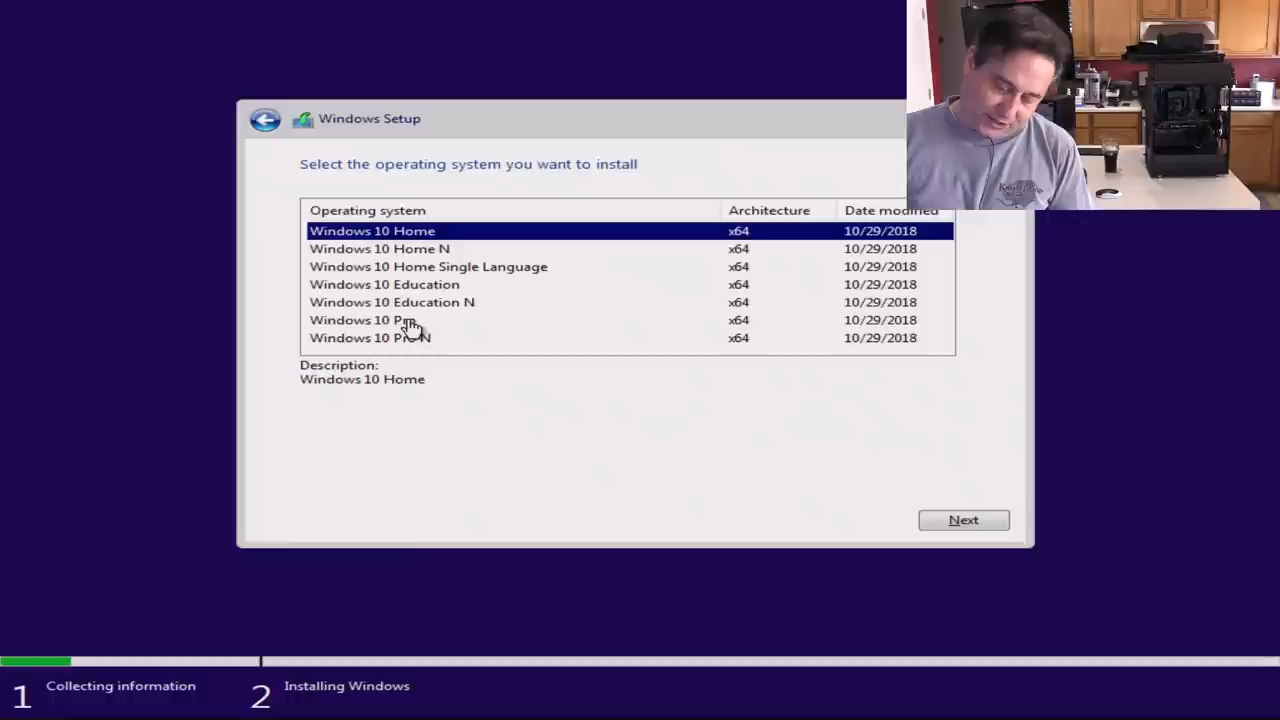 Windows Setup
Select the operating system you want to install
Operating system Architecture Date modified
Windows 10 Home x64 10/29/2018
Windows 10 Home N x64 10/29/2018
Windows 10 Home Single Language x64 10/29/2018
Windows 10 Education x64 10/29/2018
Windows 10 Education N x64 10/29/2018
Windows 10 Pro x64 10/29/2018
Windows 10 Pro N x64 10/29/2018
Description:
Windows 10 Home
Next
1 Collecting information 2 Installing Windows